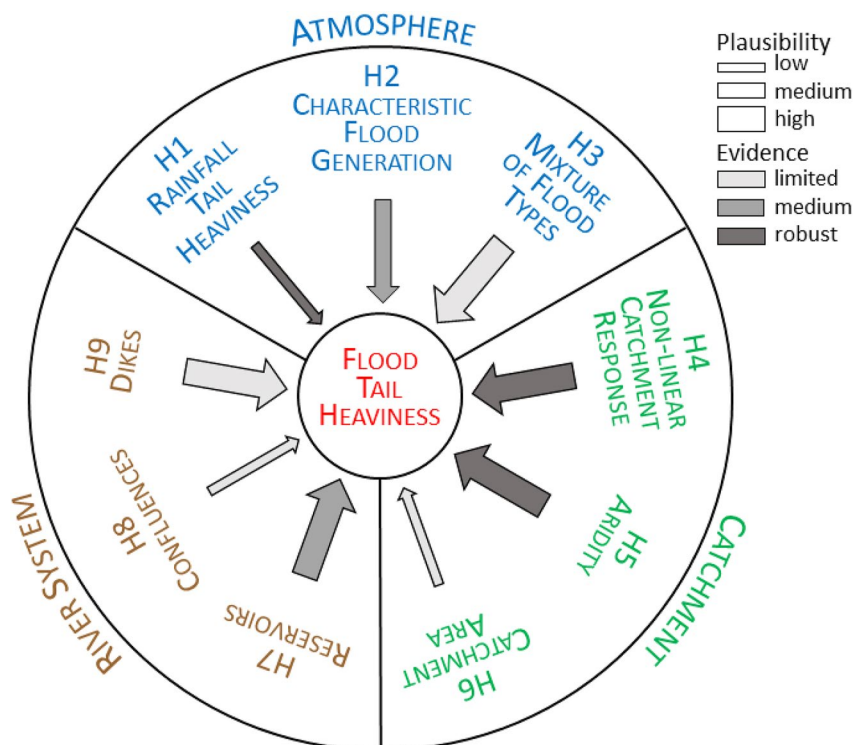 ATMOSPHERE
H1
RAINFALL
TAIL
HEAVINESS
H2
CHARACTERISTIC
FLOOD
GENERATION
H3
MIXTURE
OF FLOOD
TYPES
Plausibility
low
medium
high
Evidence
limited
medium
robust
H4
NON-LINEAR
CATCHMENT
RESPONSE
H9
DIKES
FLOOD
TAIL
HEAVINESS
H8
CONFLUENCES
H5
ARIDITY
H7
RESERVOIRS
H6
CATCHMENT
AREA
RIVER SYSTEM
CATCHMENT